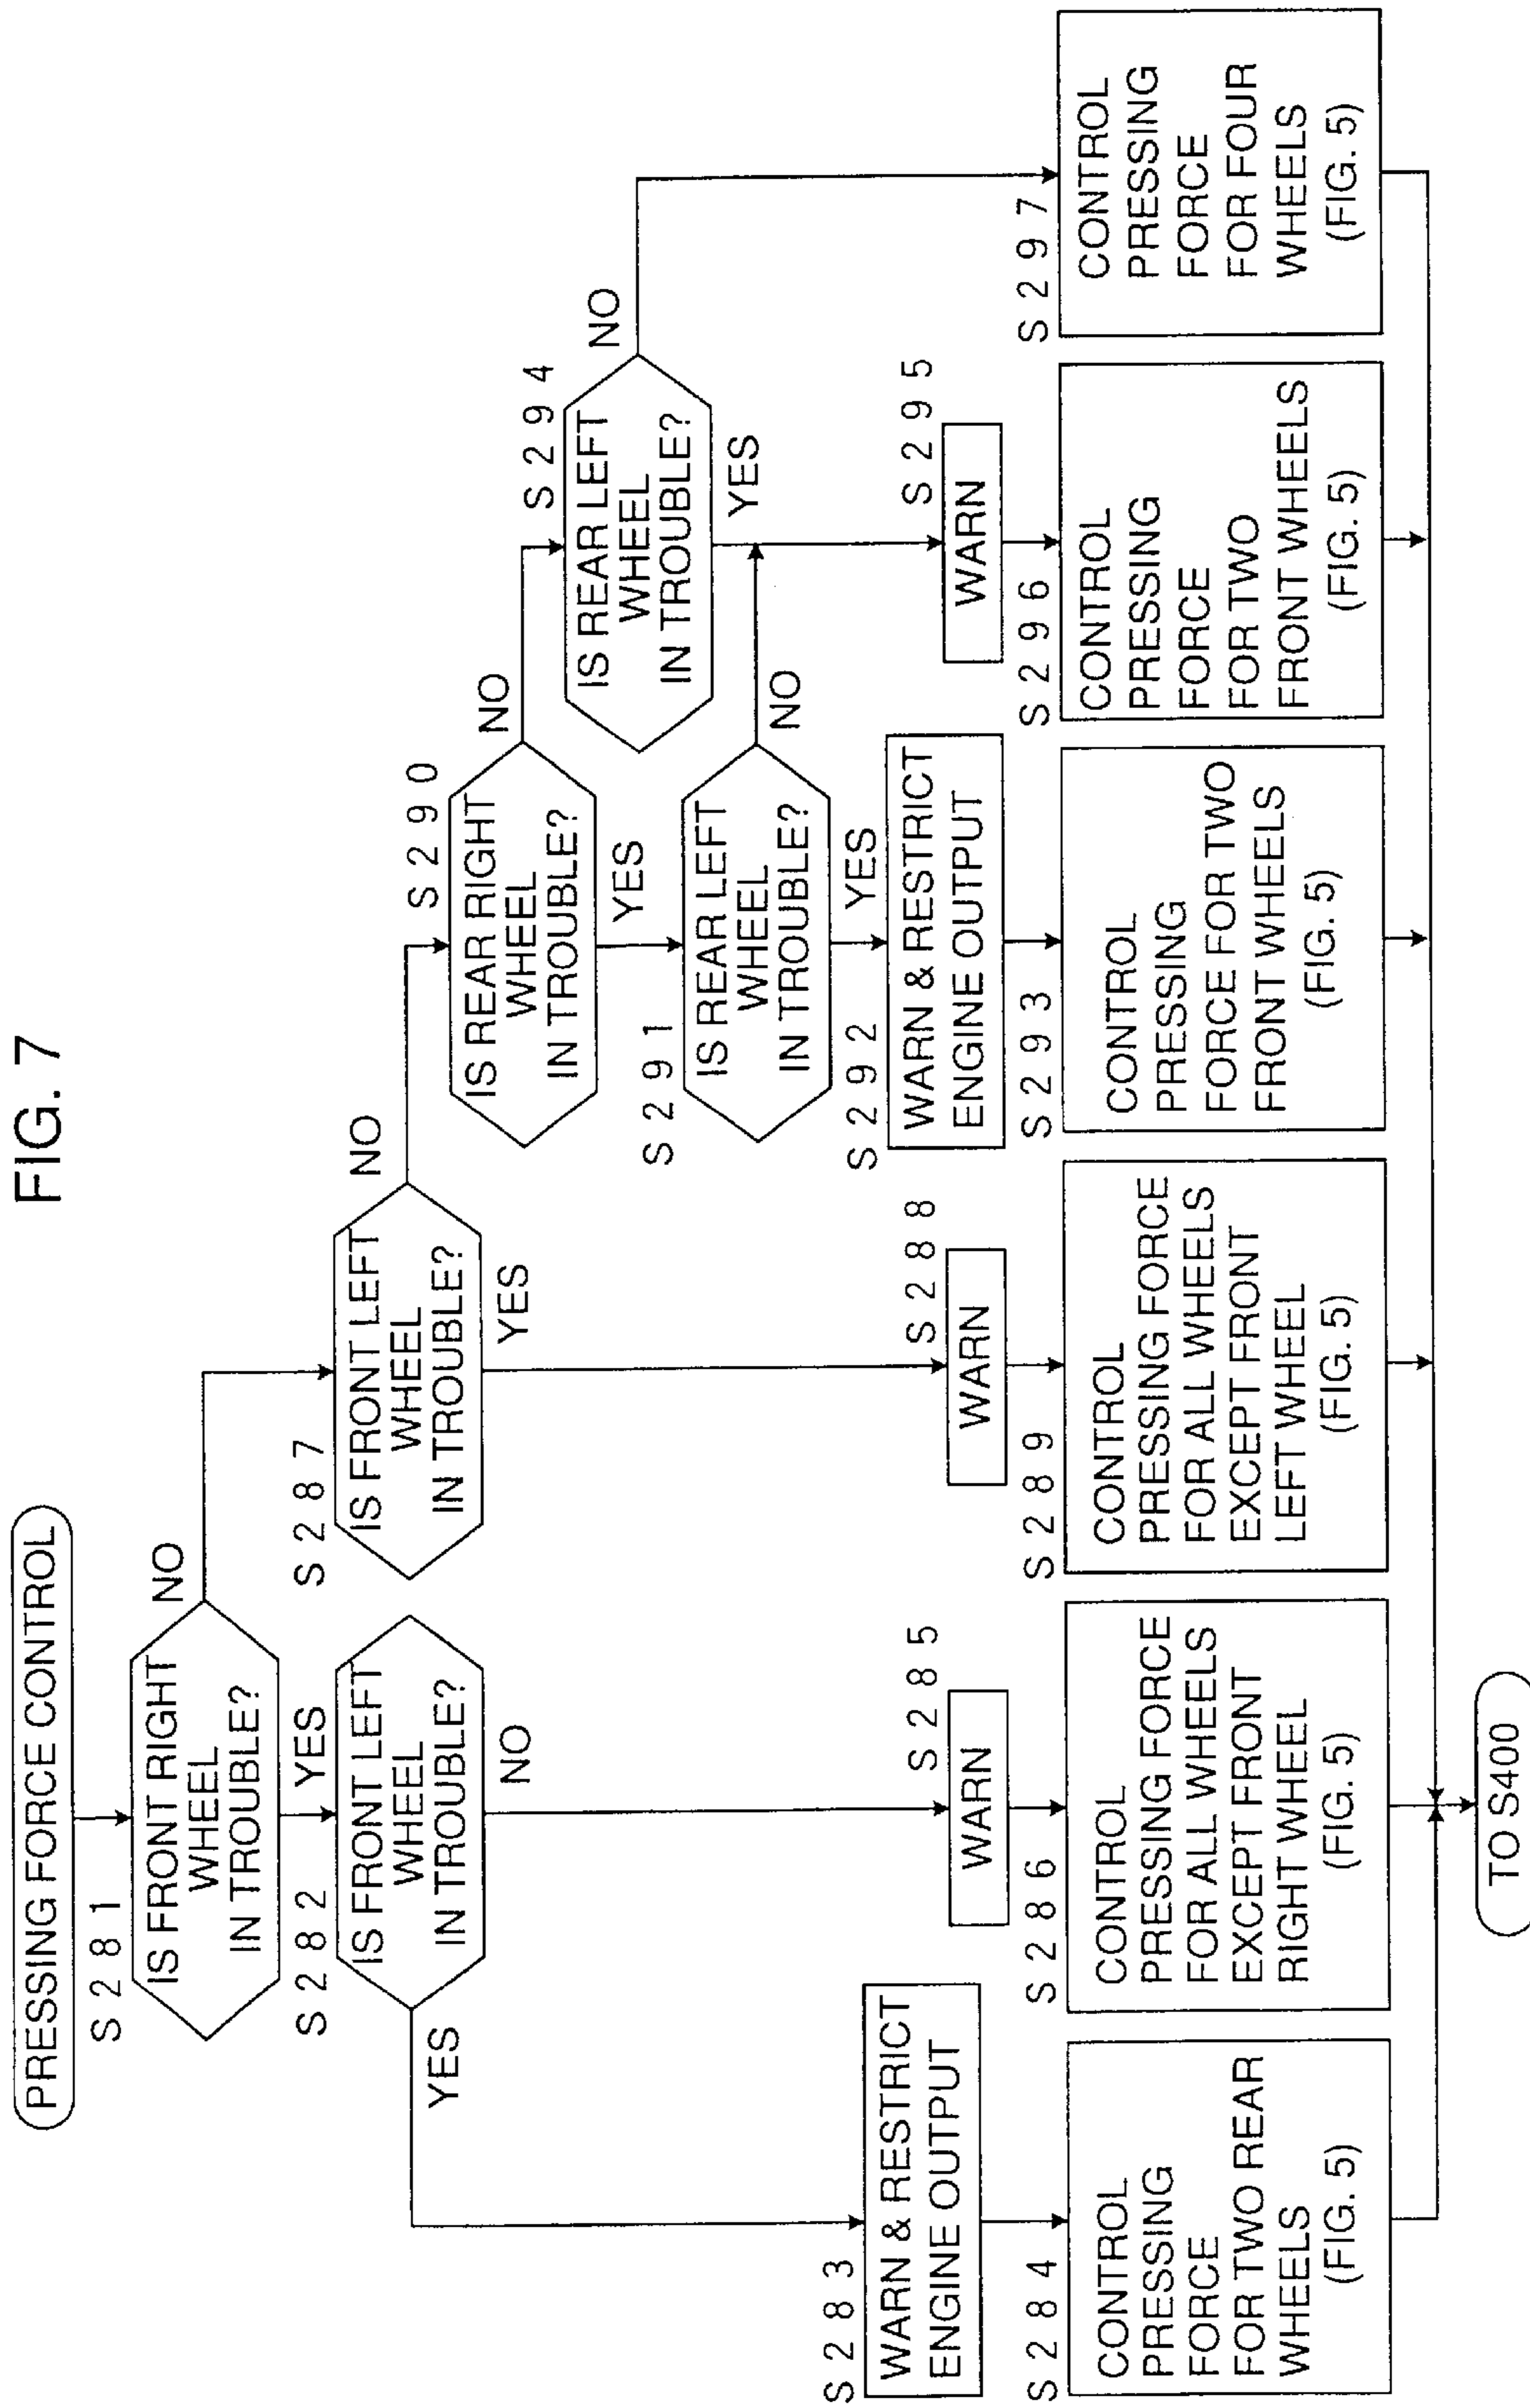 FIG. 7
PRESSING FORCE CONTROL
S 2 8 1
IS FRONT RIGHT
WHEEL
IN TROUBLE?
NO
YES
S 2 8 2
IS FRONT LEFT
WHEEL
IN TROUBLE?
YES
NO
S 2 8 7
IS FRONT LEFT
WHEEL
IN TROUBLE?
NO
YES
S 2 9 0
IS REAR RIGHT
WHEEL
IN TROUBLE?
NO
YES
S 2 9 4
IS REAR LEFT
WHEEL
IN TROUBLE?
NO
YES
S 2 9 1
IS REAR LEFT
WHEEL
IN TROUBLE?
NO
YES
S 2 8 3
WARN & RESTRICT
ENGINE OUTPUT
S 2 8 5
WARN
S 2 8 8
WARN
S 2 9 2
WARN & RESTRICT
ENGINE OUTPUT
S 2 9 5
WARN
S 2 8 4
CONTROL
PRESSING
FORCE
FOR TWO REAR
WHEELS
(FIG. 5)
S 2 8 6
CONTROL
PRESSING FORCE
FOR ALL WHEELS
EXCEPT FRONT
RIGHT WHEEL
(FIG. 5)
S 2 8 9
CONTROL
PRESSING FORCE
FOR ALL WHEELS
EXCEPT FRONT
LEFT WHEEL
(FIG. 5)
S 2 9 3
CONTROL
PRESSING
FORCE FOR TWO
FRONT WHEELS
(FIG. 5)
S 2 9 6
CONTROL
PRESSING
FORCE
FOR TWO
FRONT WHEELS
(FIG. 5)
S 2 9 7
CONTROL
PRESSING
FORCE
FOR FOUR
WHEELS
(FIG. 5)
TO S400